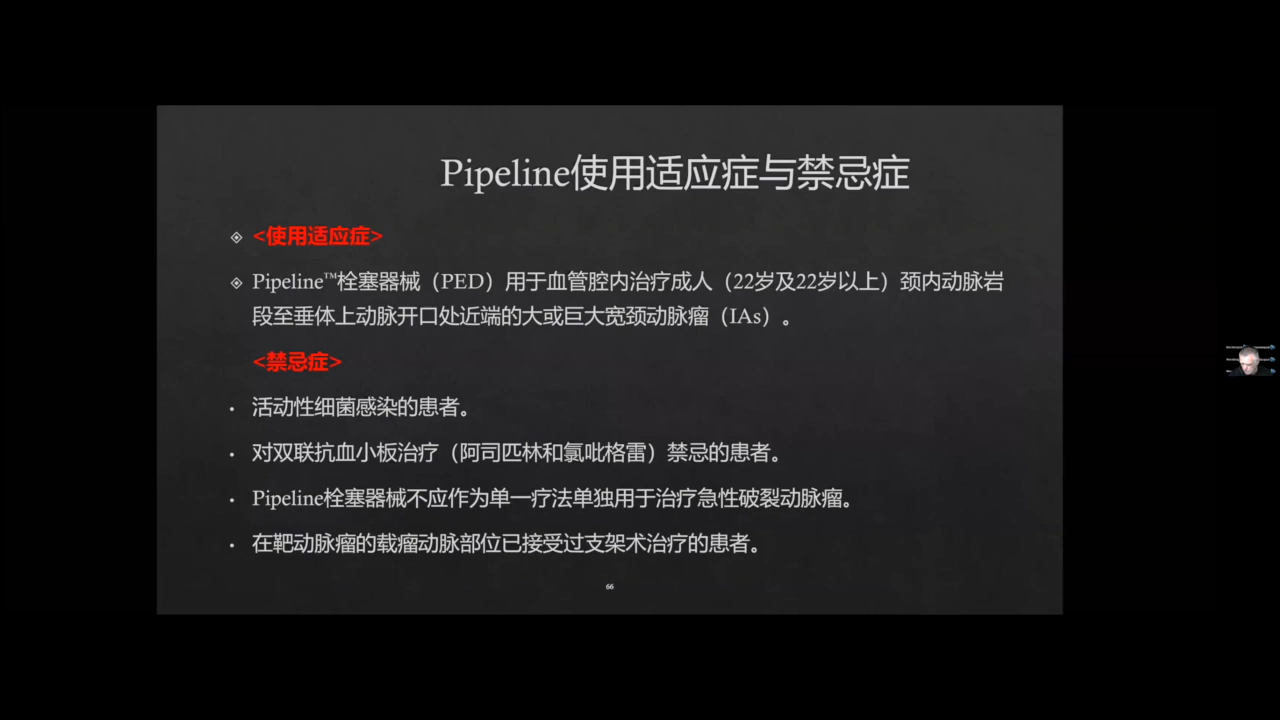 Pipeline使用适应症与禁忌症
<使用适应症>
Pipeline™栓塞器械（PED）用于血管腔内治疗成人（22岁及22岁以上）颈内动脉岩
段至垂体上动脉开口处近端的大或巨大宽颈动脉瘤（IAs）。
<禁忌症>
活动性细菌感染的患者。
对双联抗血小板治疗（阿司匹林和氯吡格雷）禁忌的患者。
Pipeline栓塞器械不应作为单一疗法单独用于治疗急性破裂动脉瘤。
在靶动脉瘤的载瘤动脉部位已接受过支架术治疗的患者。
66